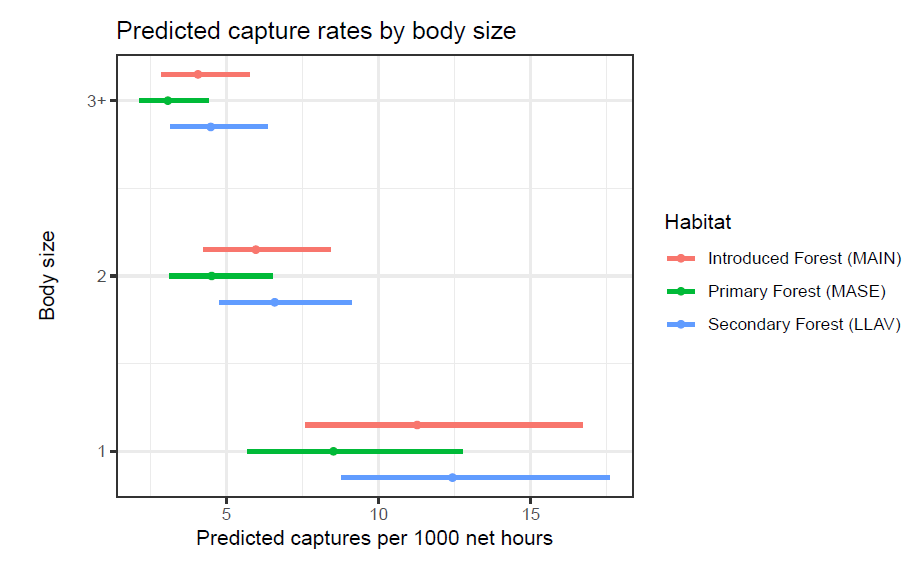 Predicted capture rates by body size
3+
2
1
Body size
5 10 15
Predicted captures per 1000 net hours
Habitat
Introduced Forest (MAIN)
Primary Forest (MASE)
Secondary Forest (LLAV)